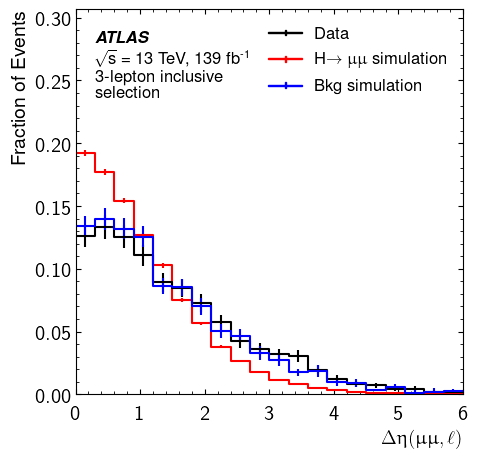 0.30
0.25
0.20
0.15
0.10
0.05
0.00
Fraction of Events
ATLAS
√s = 13 TeV, 139 fb⁻¹
3-lepton inclusive
selection
Data
H→ μμ simulation
Bkg simulation
0 1 2 3 4 5 6
Δη(μμ, ℓ)